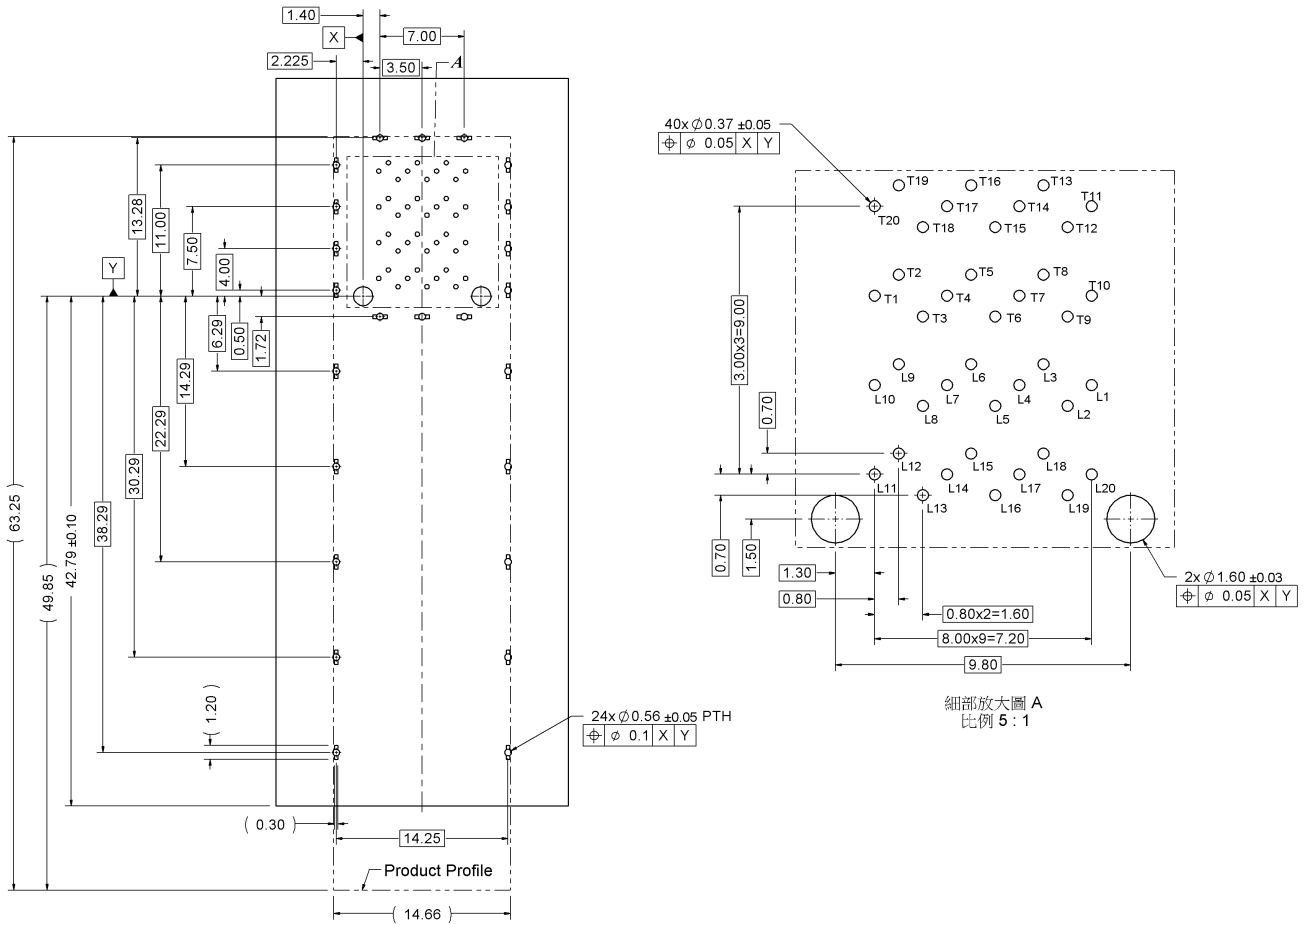 1.40
X
7.00
2.225
3.50
A
13.28
11.00
7.50
4.00
Y
6.29
0.50
1.72
14.29
22.29
30.29
38.29
42.79 ±0.10
( 49.85 )
( 63.25 )
( 1.20 )
24x Ø0.56 ±0.05 PTH
⌖ ø 0.1 X Y
( 0.30 )
14.25
Product Profile
( 14.66 )
40x Ø0.37 ±0.05
⌖ ø 0.05 X Y
T19 T16 T13
T20 T17 T14 T11
T18 T15 T12
T2 T5 T8
T1 T4 T7 T10
T3 T6 T9
L9 L6 L3
L10 L7 L4 L1
L8 L5 L2
L12 L15 L18
L11 L14 L17 L20
L13 L16 L19
3.00x3=9.00
0.70
0.70
1.50
1.30
0.80
0.80x2=1.60
8.00x9=7.20
9.80
2x Ø1.60 ±0.03
⌖ ø 0.05 X Y
細部放大圖 A
比例 5 : 1